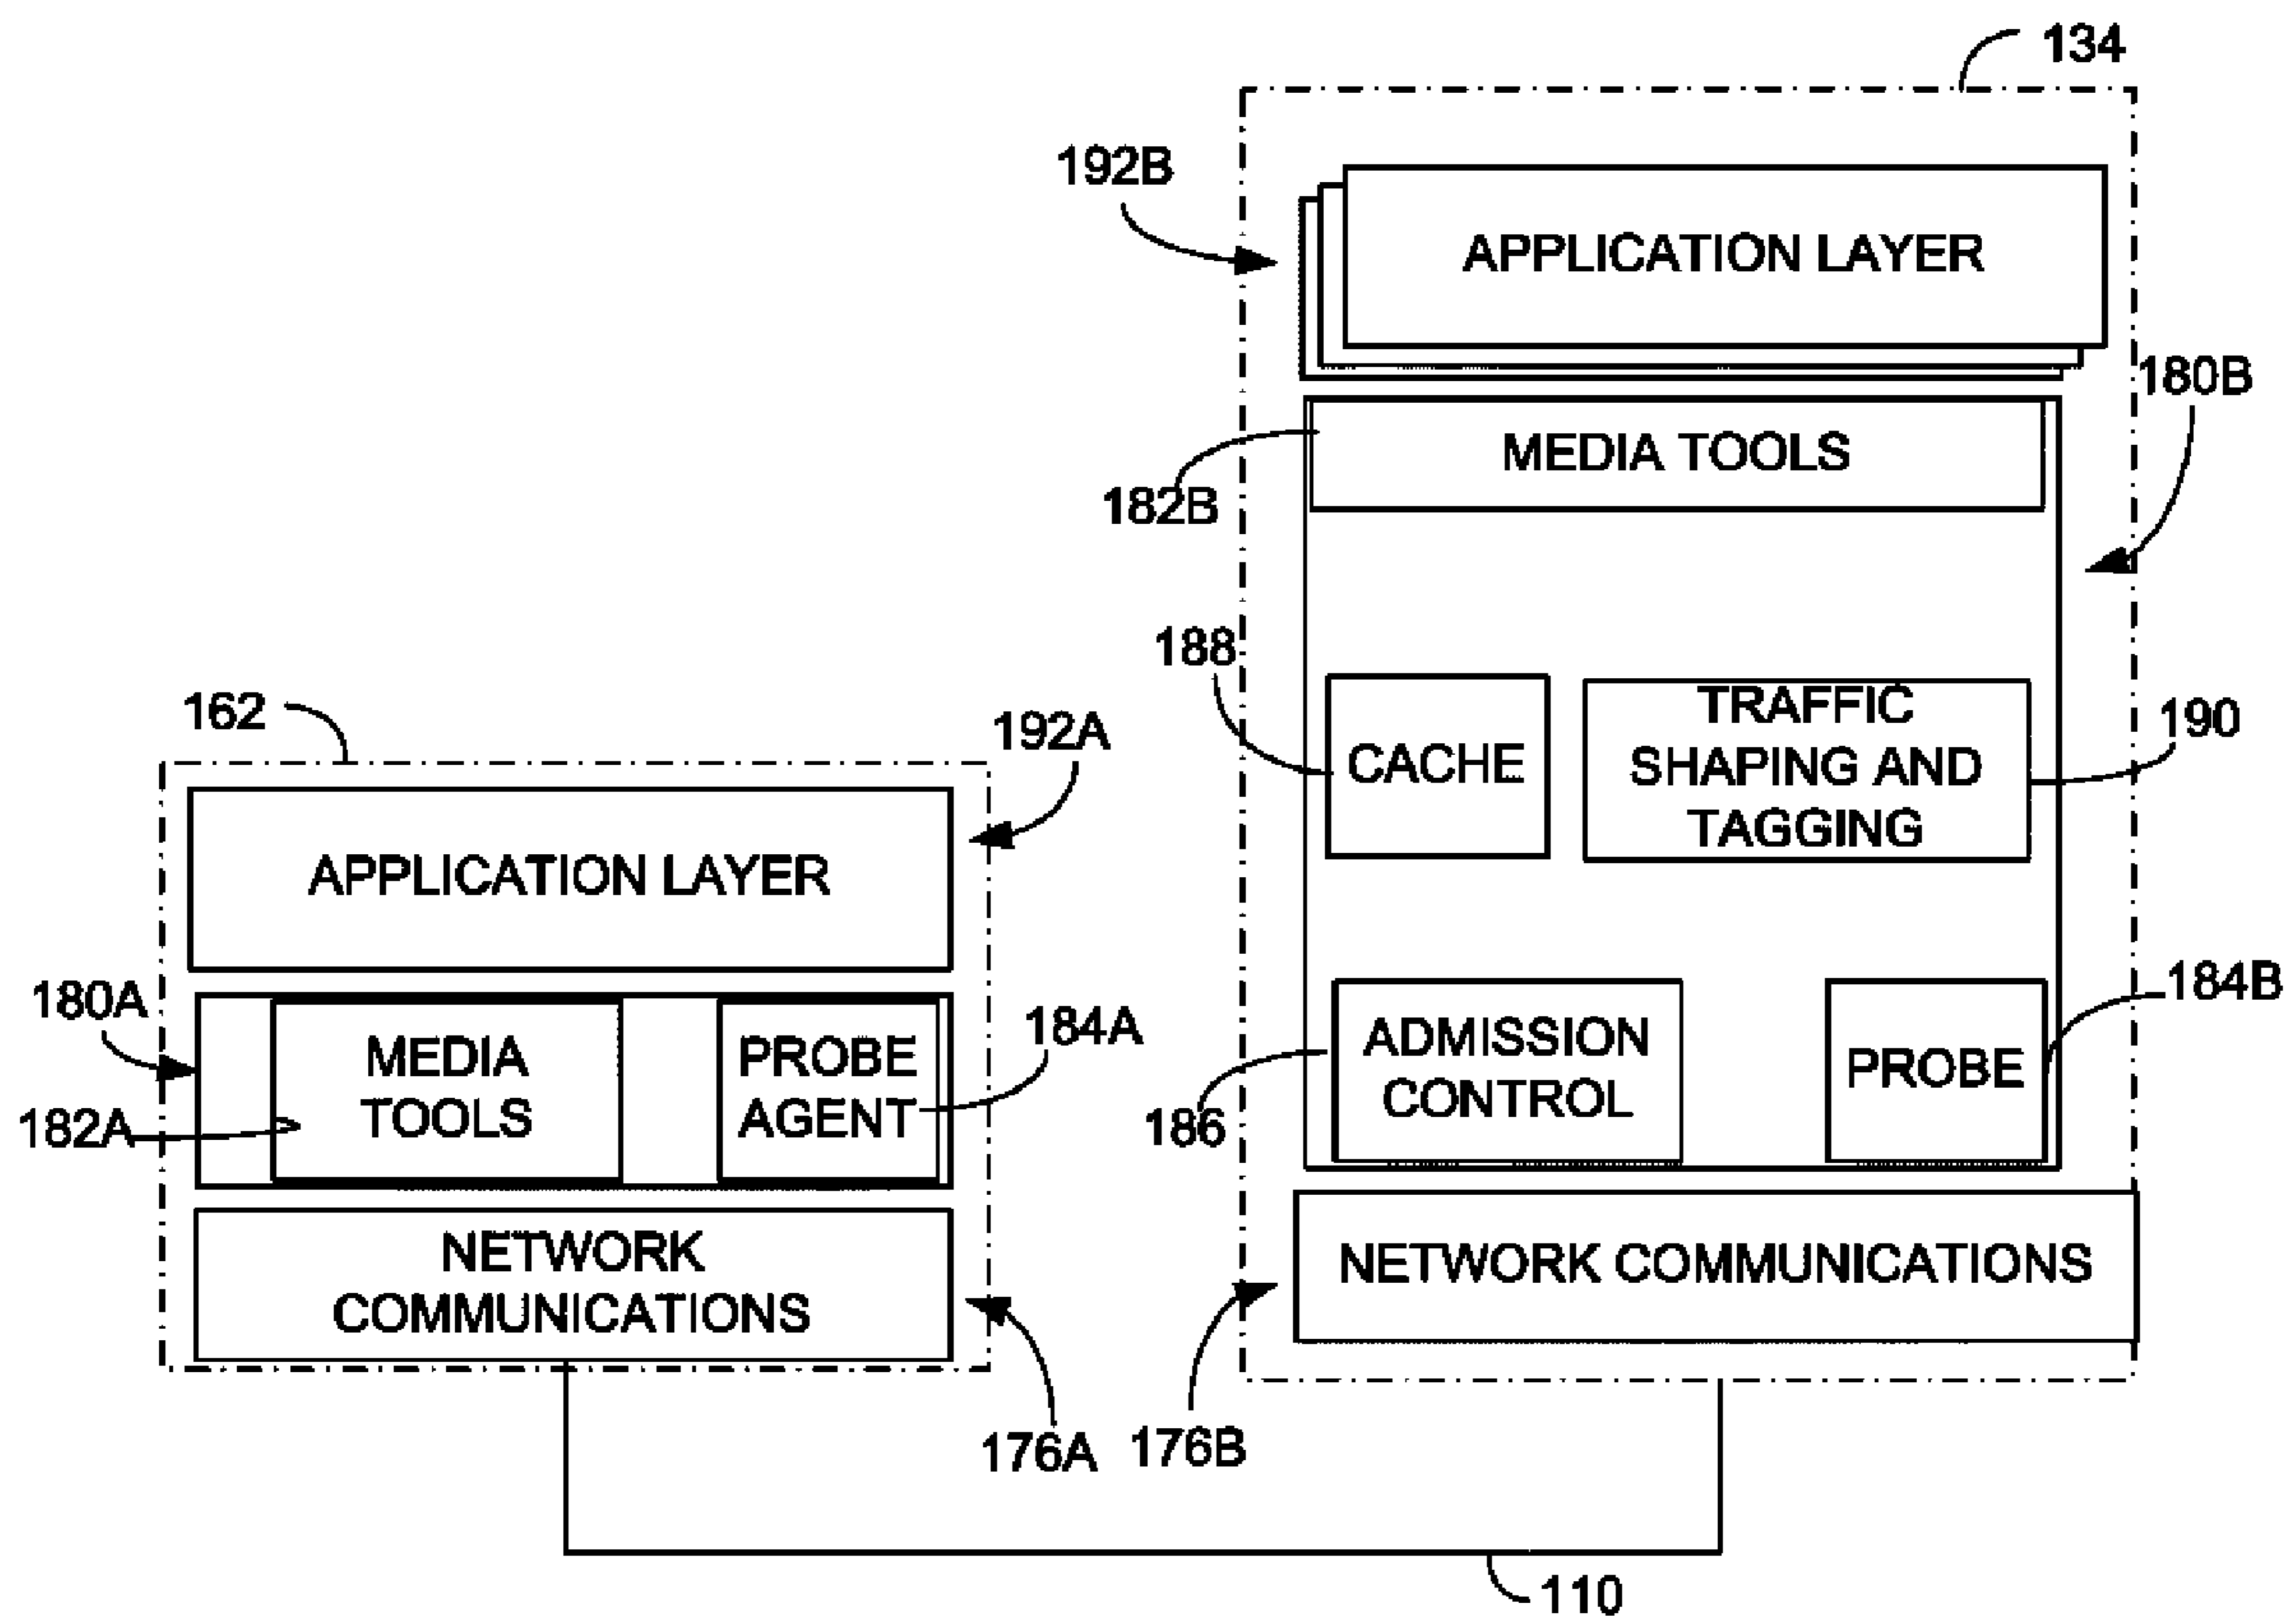 134
192B
APPLICATION LAYER
180B
MEDIA TOOLS
182B
188
CACHE
TRAFFIC
SHAPING AND
TAGGING
190
162
192A
APPLICATION LAYER
180A
MEDIA
TOOLS
182A
PROBE
AGENT
184A
ADMISSION
CONTROL
186
PROBE
184B
NETWORK
COMMUNICATIONS
176A
NETWORK COMMUNICATIONS
176B
110